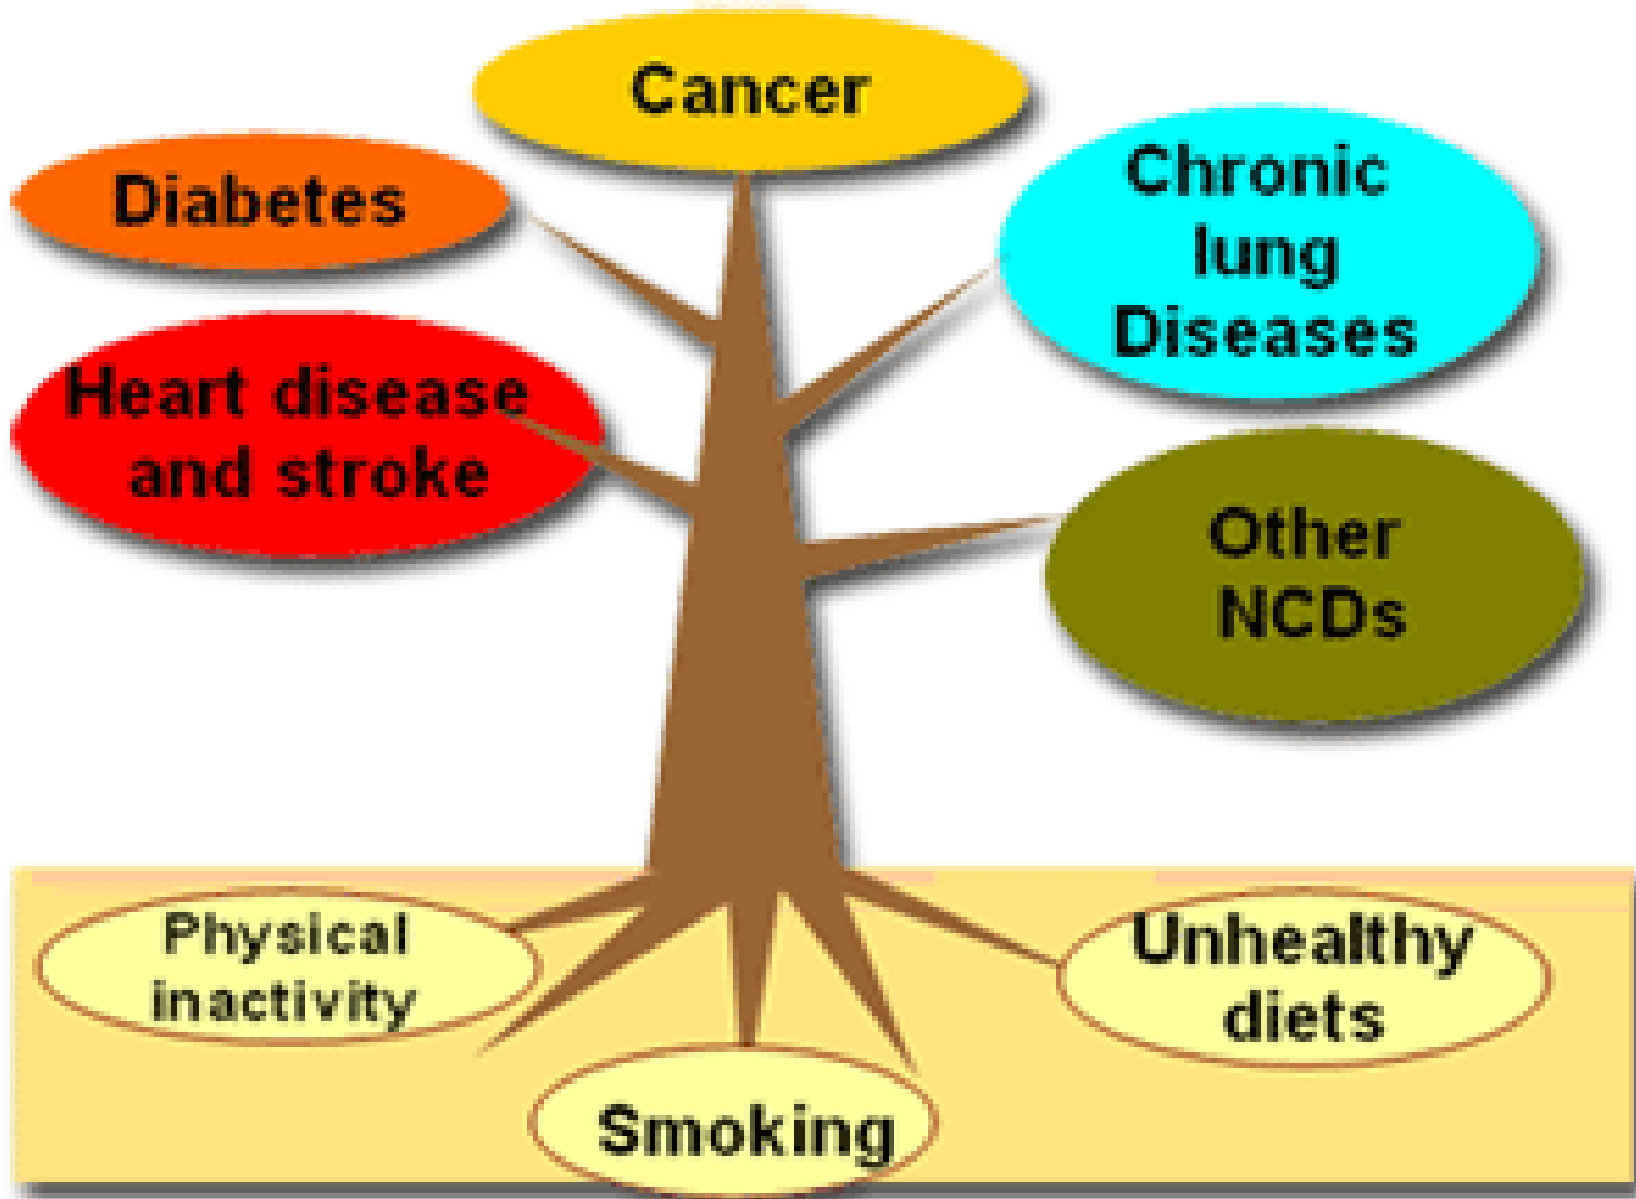 Cancer
Diabetes
Chronic
lung
Diseases
Heart disease
and stroke
Other
NCDs
Physical
inactivity
Unhealthy
diets
Smoking